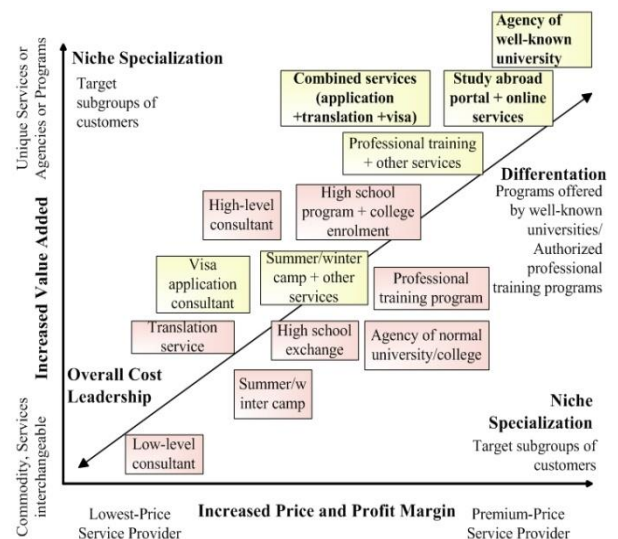 Agency of
well-known
university
Unique Services or
Agencies or Programs
Niche Specialization
Target
subgroups of
customers
Combined services
(application
+translation +visa)
Study abroad
portal + online
services
Professional training
+ other services
Differentation
Programs offered
by well-known
universities/
Authorized
professional
training programs
High-level
consultant
High school
program + college
enrolment
Increased Value Added
Visa
application
consultant
Summer/winter
camp + other
services
Professional
training program
Translation
service
High school
exchange
Agency of normal
university/college
Overall Cost
Leadership
Summer/w
inter camp
Niche
Specialization
Target subgroups of
customers
Commodity, Services
interchangeable
Low-level
consultant
Lowest-Price
Service Provider
Increased Price and Profit Margin
Premium-Price
Service Provider